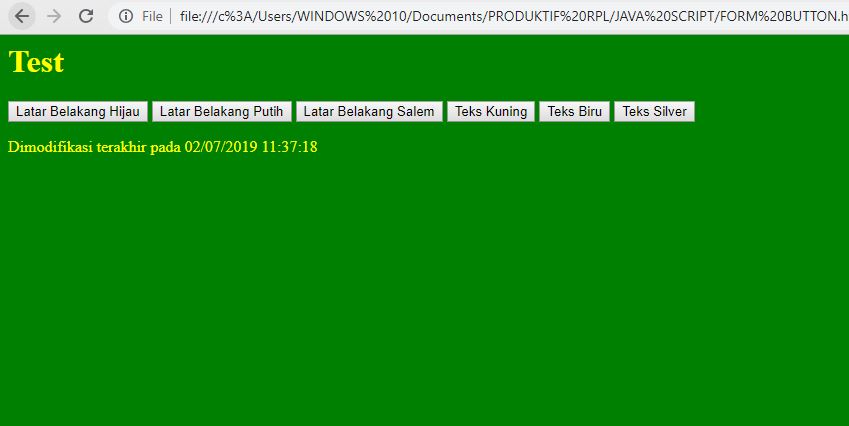 File file:///c%3A/Users/WINDOWS%2010/Documents/PRODUKTIF%20RPL/JAVA%20SCRIPT/FORM%20BUTTON.h
Test
Latar Belakang Hijau Latar Belakang Putih Latar Belakang Salem Teks Kuning Teks Biru Teks Silver
Dimodifikasi terakhir pada 02/07/2019 11:37:18